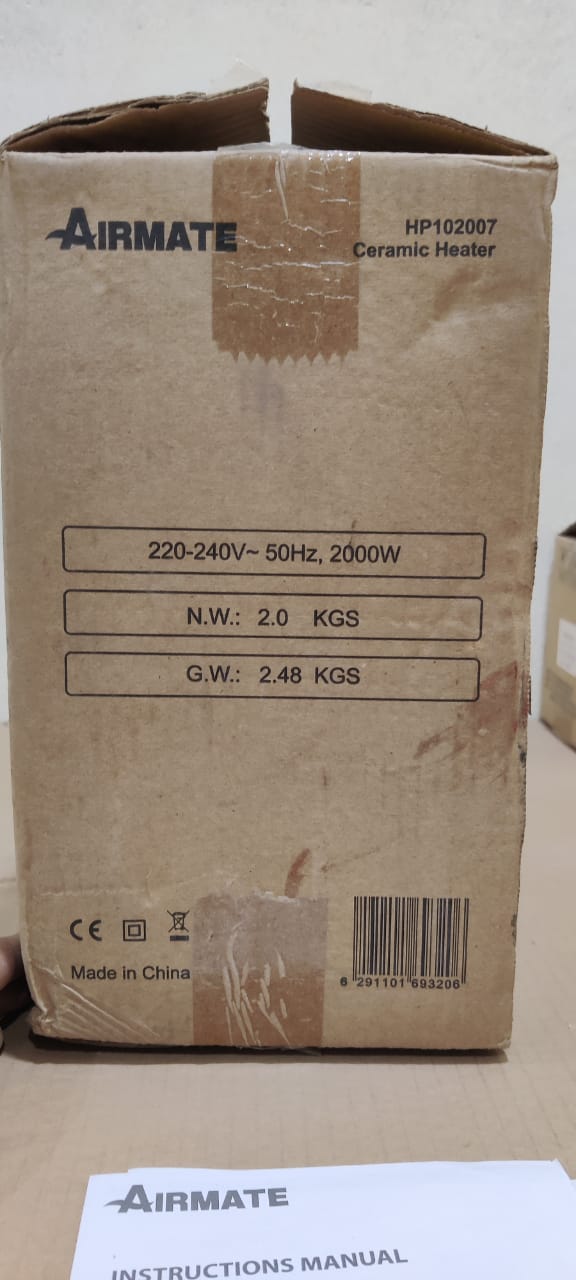 AIRMATE
HP102007
Ceramic Heater
220-240V~ 50Hz, 2000W
N.W.: 2.0 KGS
G.W.: 2.48 KGS
CE
Made in China
6 291101 693206
AIRMATE
INSTRUCTIONS MANUAL